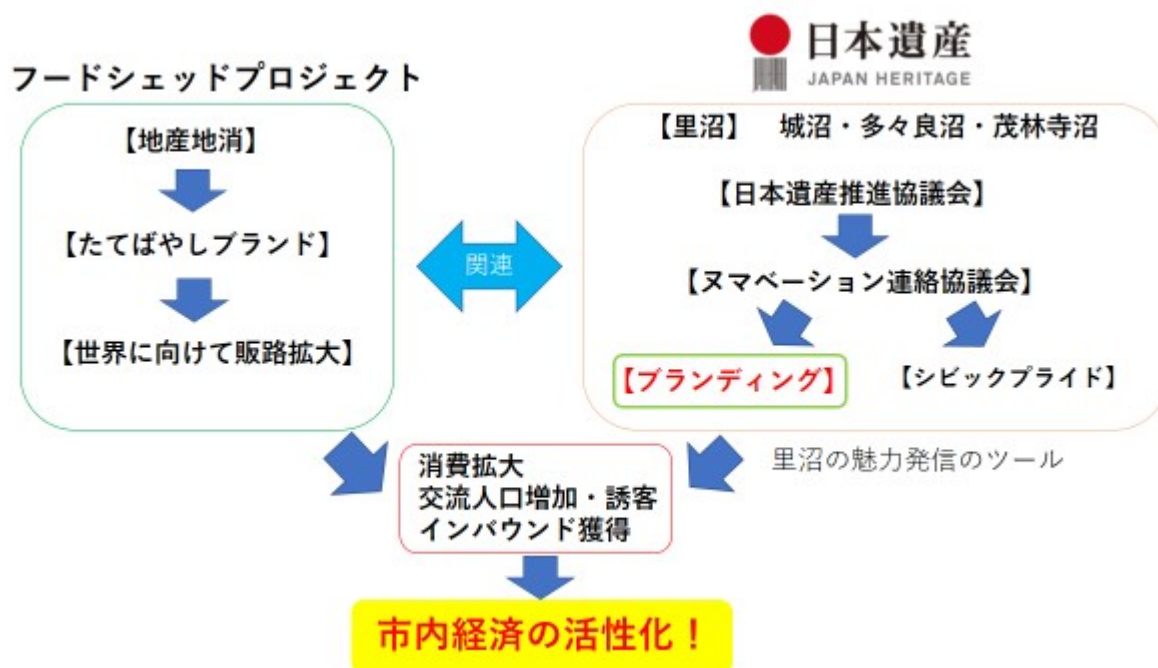 フードシェッドプロジェクト
【地産地消】
【たてばやしブランド】
【世界に向けて販路拡大】
関連
日本遺産
JAPAN HERITAGE
【里沼】 城沼・多々良沼・茂林寺沼
【日本遺産推進協議会】
【ヌマベーション連絡協議会】
【ブランディング】
【シビックプライド】
里沼の魅力発信のツール
消費拡大
交流人口増加・誘客
インバウンド獲得
市内経済の活性化！